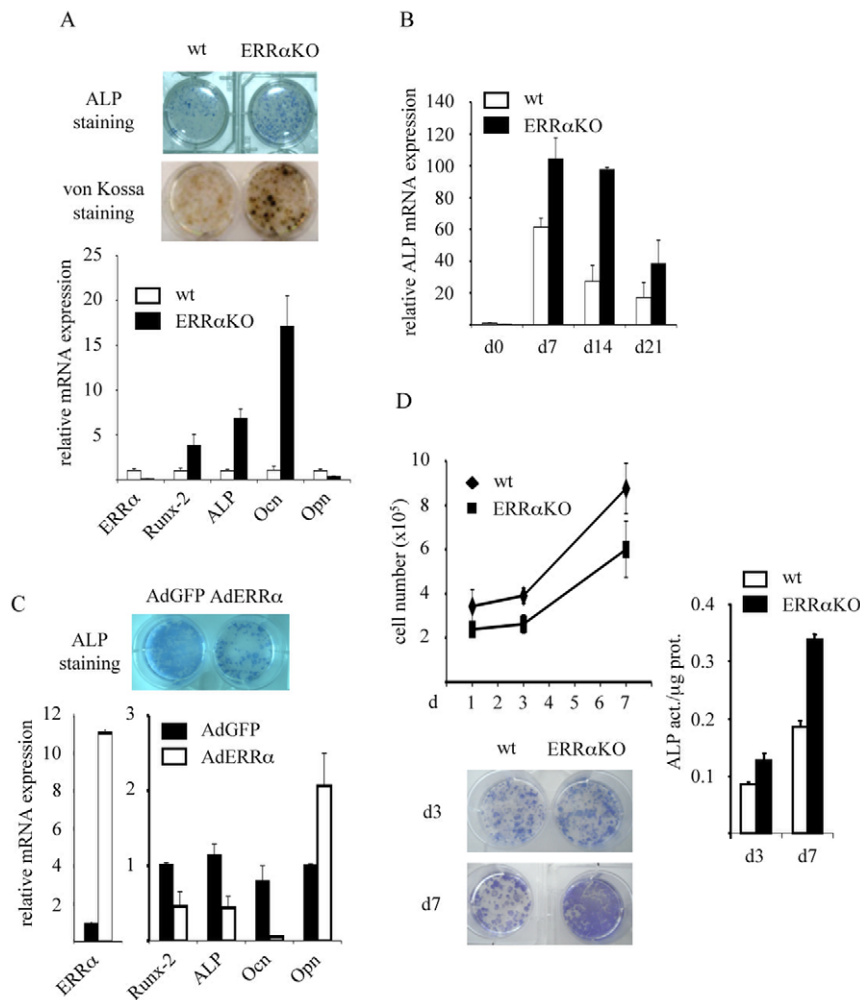 A
wt ERRαKO
ALP
staining
von Kossa
staining
relative mRNA expression
25
20
15
10
5
wt
ERRαKO
ERRα Runx-2 ALP Ocn Opn
B
relative ALP mRNA expression
140
120
100
80
60
40
20
wt
ERRαKO
d0 d7 d14 d21
C
AdGFP AdERRα
ALP
staining
relative mRNA expression
12
10
8
6
4
2
3
2
1
AdGFP
AdERRα
ERRα Runx-2 ALP Ocn Opn
D
cell number (x10⁵)
10
8
6
4
2
wt
ERRαKO
d 1 2 3 4 5 6 7
wt ERRαKO
d3
d7
wt
ERRαKO
ALP act./µg prot.
0.4
0.3
0.2
0.1
d3 d7